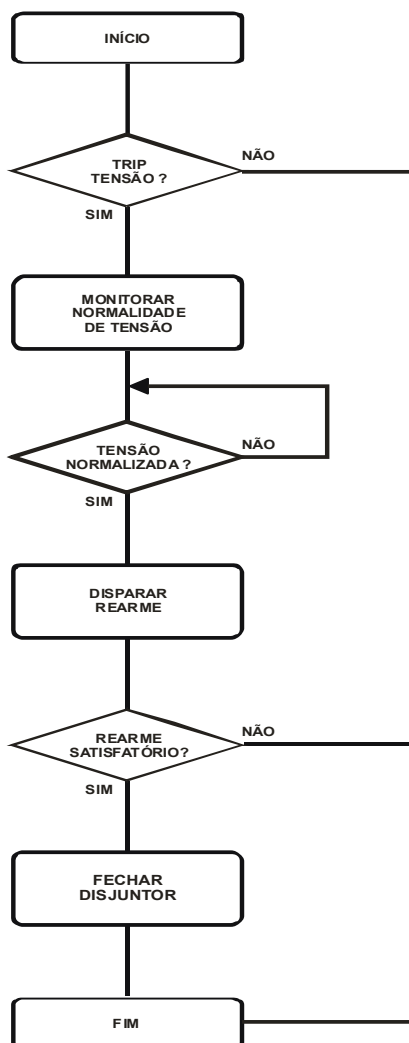 INÍCIO
TRIP
TENSÃO ?
NÃO
SIM
MONITORAR
NORMALIDADE
DE TENSÃO
TENSÃO
NORMALIZADA ?
NÃO
SIM
DISPARAR
REARME
REARME
SATISFATÓRIO?
NÃO
SIM
FECHAR
DISJUNTOR
FIM